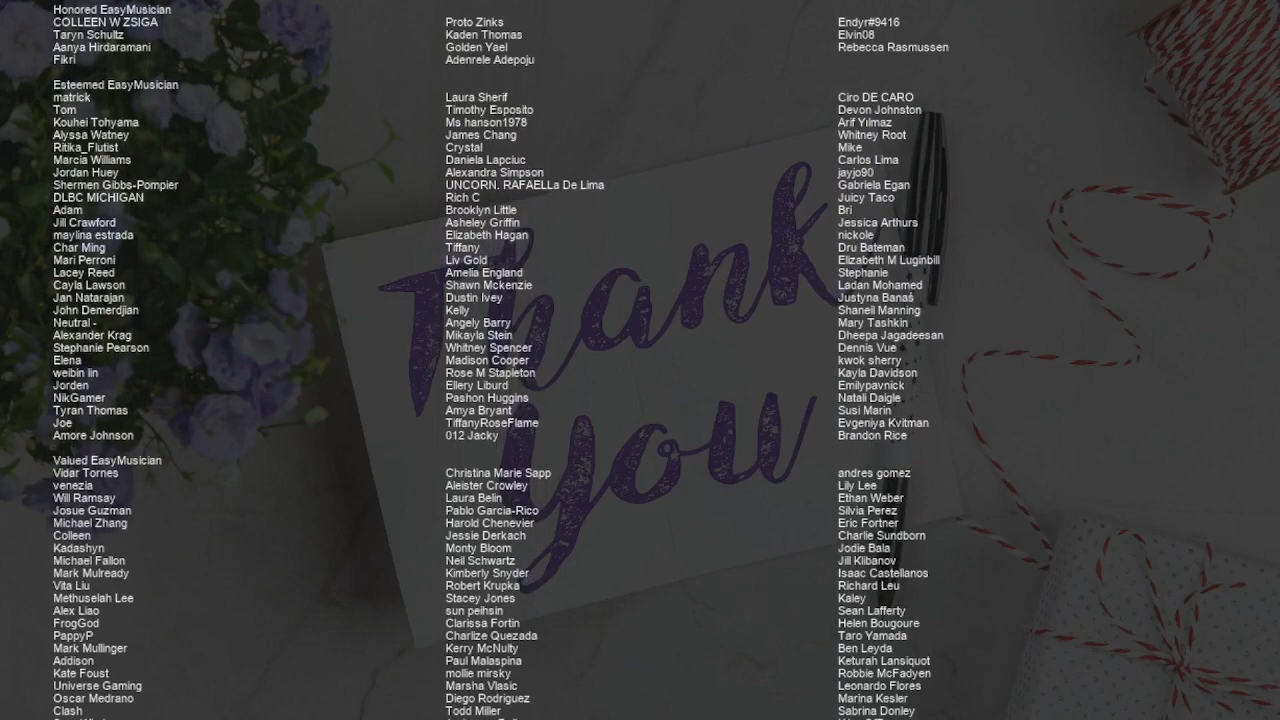 Honored EasyMusician
COLLEEN W ZSIGA
Proto Zinks
Endyr#9416
Taryn Schultz
Kaden Thomas
Elvin08
Aanya Hirdaramani
Golden Yael
Rebecca Rasmussen
Fikri
Adenrele Adepoju
Esteemed EasyMusician
matrick
Laura Sherif
Ciro DE CARO
Tom
Timothy Esposito
Devon Johnston
Kouhei Tohyama
Ms hanson1978
Arif Yılmaz
Alyssa Watney
James Chang
Whitney Root
Ritika_Flutist
Crystal
Mike
Marcia Williams
Daniela Lapciuc
Carlos Lima
Jordan Huey
Alexandra Simpson
jayjo90
Shermen Gibbs-Pompier
UNCORN. RAFAELLa De Lima
Gabriela Egan
DLBC MICHIGAN
Rich C
Juicy Taco
Adam
Brooklyn Little
Bri
Jill Crawford
Asheley Griffin
Jessica Arthurs
maylina estrada
Elizabeth Hagan
nickole
Char Ming
Tiffany
Dru Bateman
Mari Perroni
Liv Gold
Elizabeth M Luginbill
Lacey Reed
Amelia England
Stephanie
Cayla Lawson
Shawn Mckenzie
Ladan Mohamed
Jan Natarajan
Dustin Ivey
Justyna Banaś
John Demerdjian
Kelly
Shaneil Manning
Neutral -
Angely Barry
Mary Tashkin
Alexander Krag
Mikayla Stein
Dheepa Jagadeesan
Stephanie Pearson
Whitney Spencer
Dennis Vue
Elena
Madison Cooper
kwok sherry
weibin lin
Rose M Stapleton
Kayla Davidson
Jorden
Ellery Liburd
Emilypavnick
NikGamer
Pashon Huggins
Natali Daigle
Tyran Thomas
Amya Bryant
Susi Marin
Joe
TiffanyRoseFlame
Evgeniya Kvitman
Amore Johnson
012 Jacky
Brandon Rice
Valued EasyMusician
Vidar Tornes
Christina Marie Sapp
andres gomez
venezia
Aleister Crowley
Lily Lee
Will Ramsay
Laura Belin
Ethan Weber
Josue Guzman
Pablo Garcia-Rico
Silvia Perez
Michael Zhang
Harold Chenevier
Eric Fortner
Colleen
Jessie Derkach
Charlie Sundborn
Kadashyn
Monty Bloom
Jodie Bala
Michael Fallon
Neil Schwartz
Jill Klibanov
Mark Mulready
Kimberly Snyder
Isaac Castellanos
Vita Liu
Robert Krupka
Richard Leu
Methuselah Lee
Stacey Jones
Kaley
Alex Liao
sun peihsin
Sean Lafferty
FrogGod
Clarissa Fortin
Helen Bougoure
PappyP
Charlize Quezada
Taro Yamada
Mark Mullinger
Kerry McNulty
Ben Leyda
Addison
Paul Malaspina
Keturah Lansiquot
Kate Foust
mollie mirsky
Robbie McFadyen
Universe Gaming
Marsha Vlasic
Leonardo Flores
Oscar Medrano
Diego Rodriguez
Marina Kesler
Clash
Todd Miller
Sabrina Donley
Thank
you